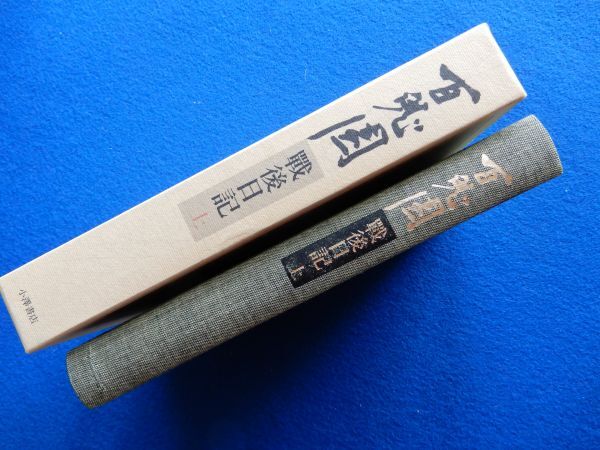 百鬼園
戰後日記
上
小澤書店
百鬼園
戰後日記
上